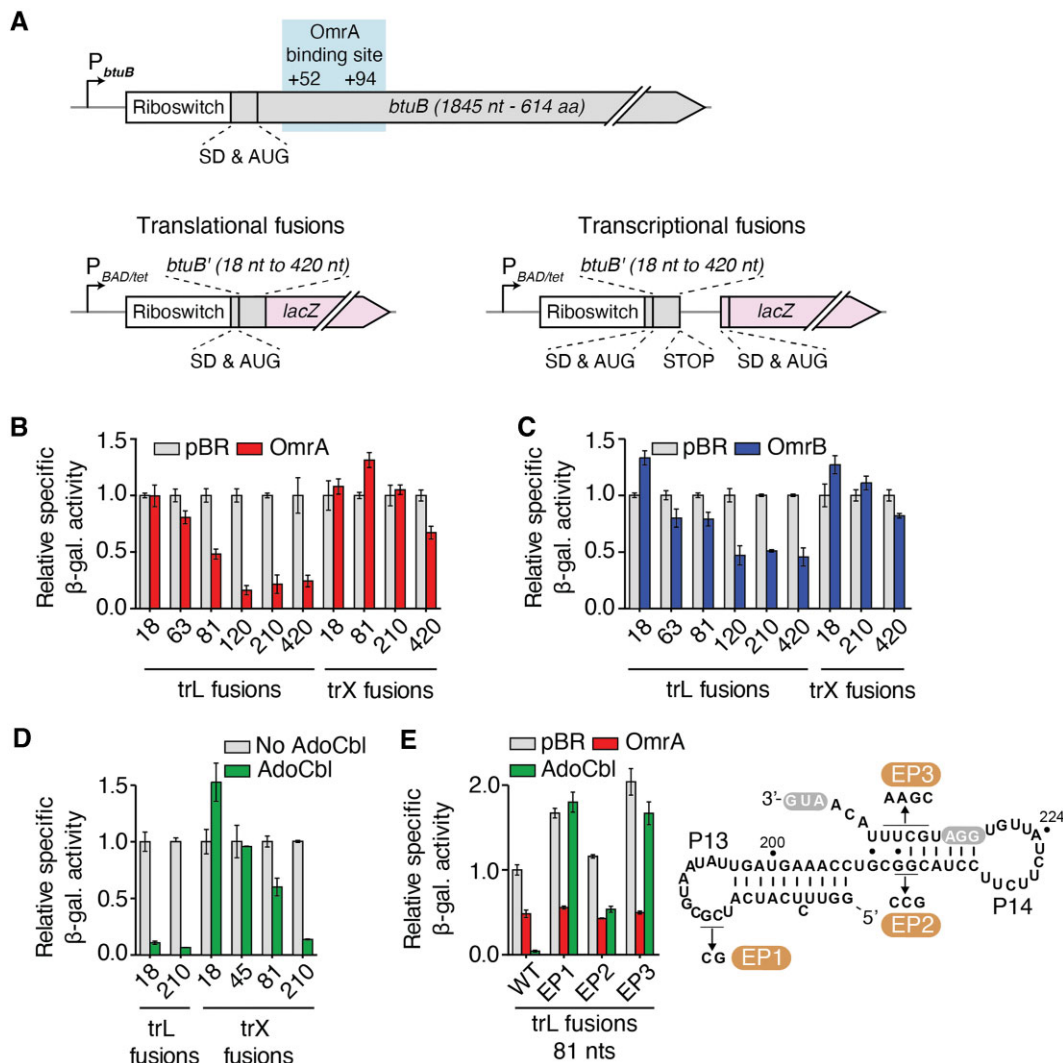 A
OmrA
binding site
+52 +94
P btuB
Riboswitch
btuB (1845 nt - 614 aa)
SD & AUG
Translational fusions
btuB' (18 nt to 420 nt)
P BAD/tet
Riboswitch
lacZ
SD & AUG
Transcriptional fusions
btuB' (18 nt to 420 nt)
P BAD/tet
Riboswitch
lacZ
SD & AUG STOP SD & AUG
B
pBR OmrA
Relative specific
β-gal. activity
1.5
1.0
0.5
0.0
18 63 81 120 210 420 18 81 210 420
trL fusions trX fusions
C
pBR OmrB
Relative specific
β-gal. activity
1.5
1.0
0.5
0.0
18 63 81 120 210 420 18 210 420
trL fusions trX fusions
D
No AdoCbl
AdoCbl
Relative specific
β-gal. activity
1.5
1.0
0.5
0.0
18 210 18 45 81 210
trL
fusions
trX
fusions
E
pBR OmrA
AdoCbl
Relative specific
β-gal. activity
2.0
1.0
0.0
WT EP1 EP2 EP3
trL fusions
81 nts
EP3
AAGC
3'- GUA ACA
UUUCGU AGG UGUUA
224
P13
200
UUGAUGAAACCUGCGGCAUCC
UUGG
CUACAUC
5'
P14
CCG
EP2
CG EP1